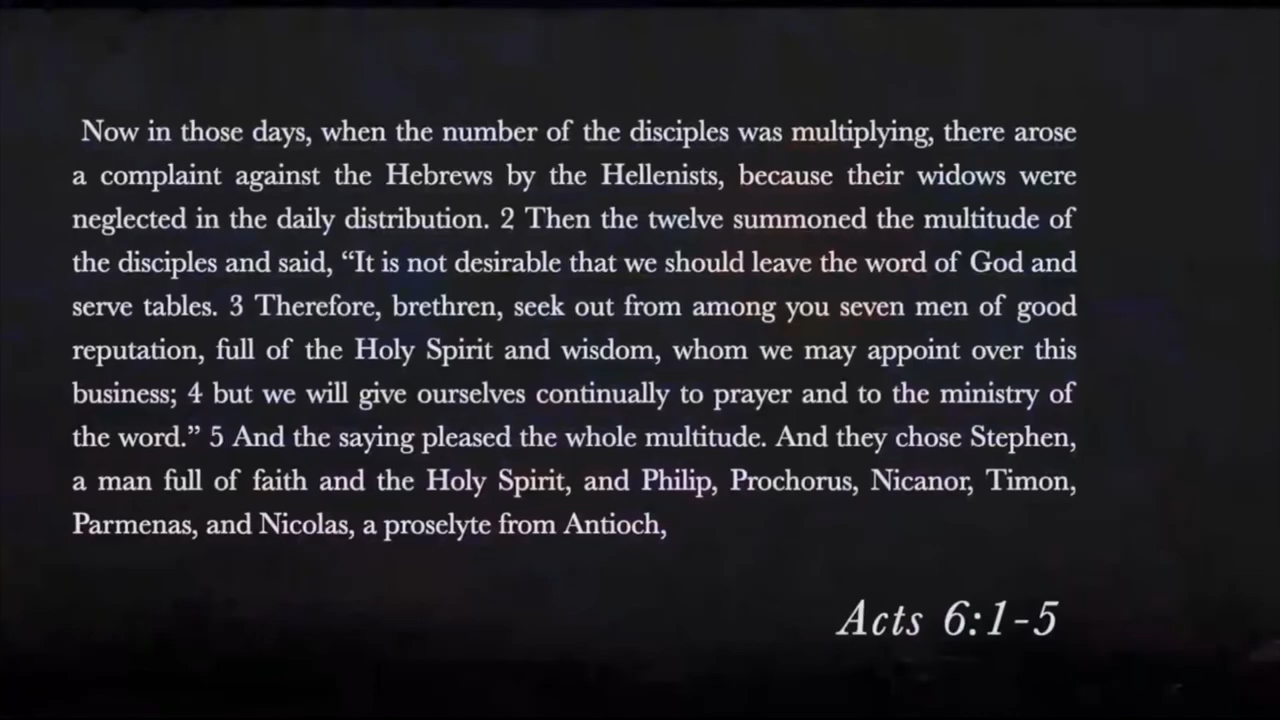 Now in those days, when the number of the disciples was multiplying, there arose
a complaint against the Hebrews by the Hellenists, because their widows were
neglected in the daily distribution. 2 Then the twelve summoned the multitude of
the disciples and said, “It is not desirable that we should leave the word of God and
serve tables. 3 Therefore, brethren, seek out from among you seven men of good
reputation, full of the Holy Spirit and wisdom, whom we may appoint over this
business; 4 but we will give ourselves continually to prayer and to the ministry of
the word.” 5 And the saying pleased the whole multitude. And they chose Stephen,
a man full of faith and the Holy Spirit, and Philip, Prochorus, Nicanor, Timon,
Parmenas, and Nicolas, a proselyte from Antioch,
Acts 6:1-5